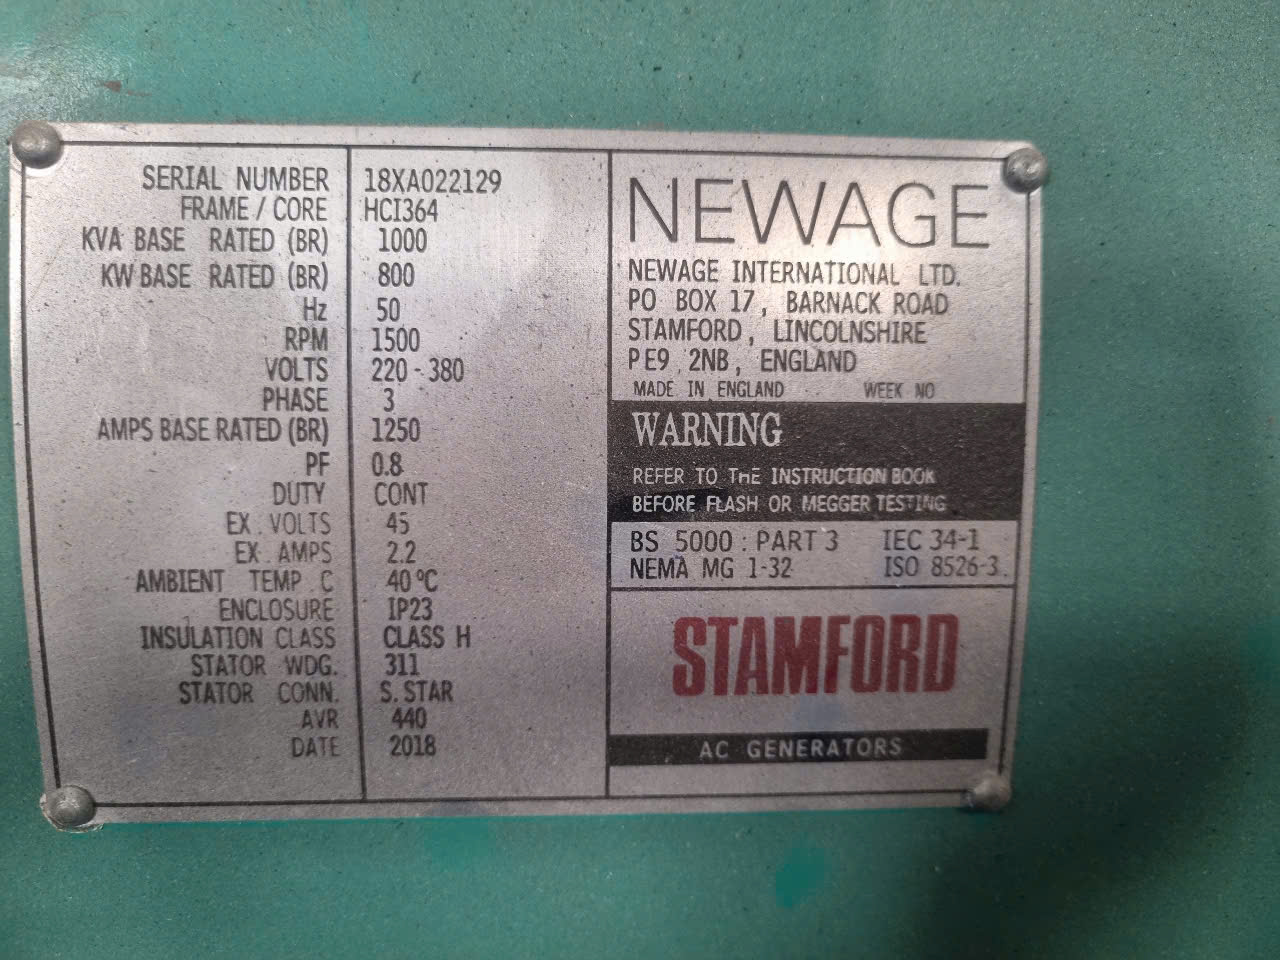 SERIAL NUMBER 18XA022129
FRAME / CORE HCI364
KVA BASE RATED (BR) 1000
KW BASE RATED (BR) 800
Hz 50
RPM 1500
VOLTS 220 - 380
PHASE 3
AMPS BASE RATED (BR) 1250
PF 0.8
DUTY CONT
EX. VOLTS 45
EX. AMPS 2.2
AMBIENT TEMP. C 40°C
ENCLOSURE IP23
INSULATION CLASS CLASS H
STATOR WDG. 311
STATOR CONN. S. STAR
AVR 440
DATE 2018
NEWAGE
NEWAGE INTERNATIONAL LTD.
PO BOX 17, BARNACK ROAD
STAMFORD, LINCOLNSHIRE
PE9 2NB, ENGLAND
MADE IN ENGLAND WEEK NO
WARNING
REFER TO THE INSTRUCTION BOOK
BEFORE FLASH OR MEGGER TESTING
BS 5000 : PART 3 IEC 34-1
NEMA MG 1-32 ISO 8526-3
STAMFORD
AC GENERATORS